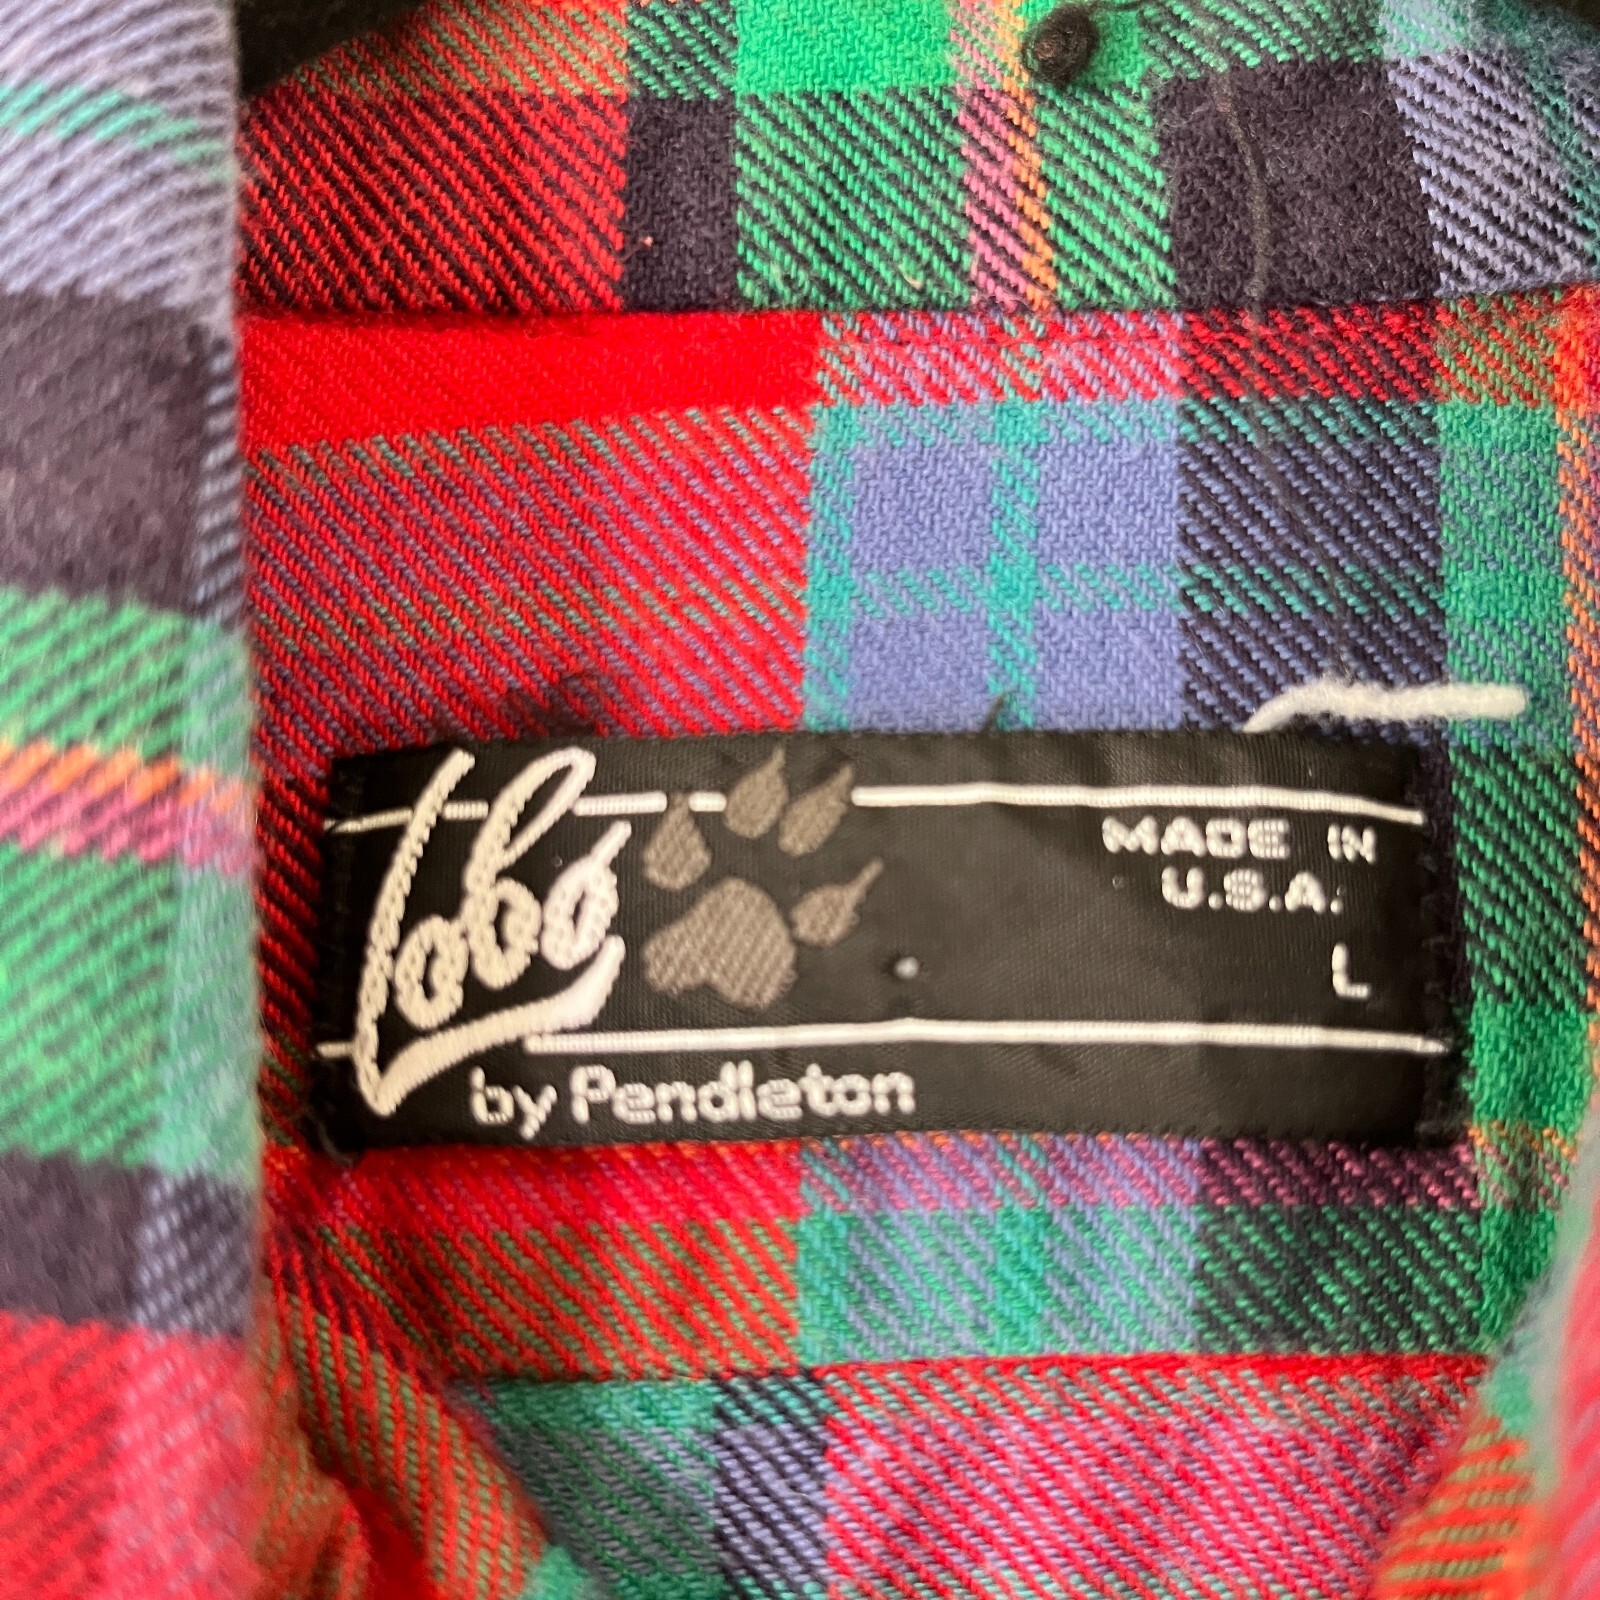 Lobo
MADE IN
U.S.A.
L
by Pendleton